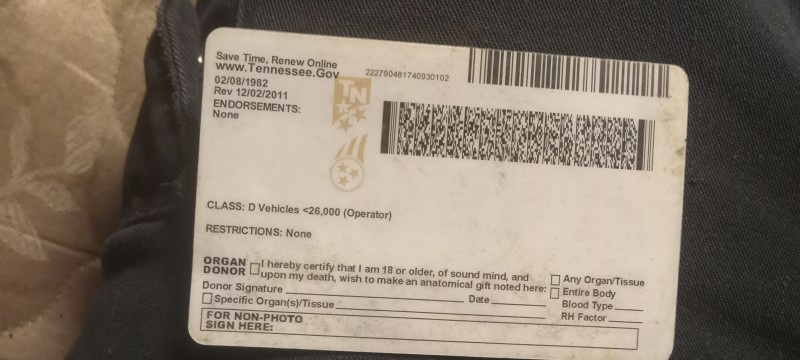 Save Time, Renew Online
www.Tennessee.Gov
222790481740930102
02/08/1982
Rev 12/02/2011
ENDORSEMENTS:
None
TN
CLASS: D Vehicles <26,000 (Operator)
RESTRICTIONS: None
ORGAN DONOR
I hereby certify that I am 18 or older, of sound mind, and
upon my death, wish to make an anatomical gift noted here:
Any Organ/Tissue
Entire Body
Donor Signature
Date
Blood Type
Specific Organ(s)/Tissue
RH Factor
FOR NON-PHOTO
SIGN HERE: